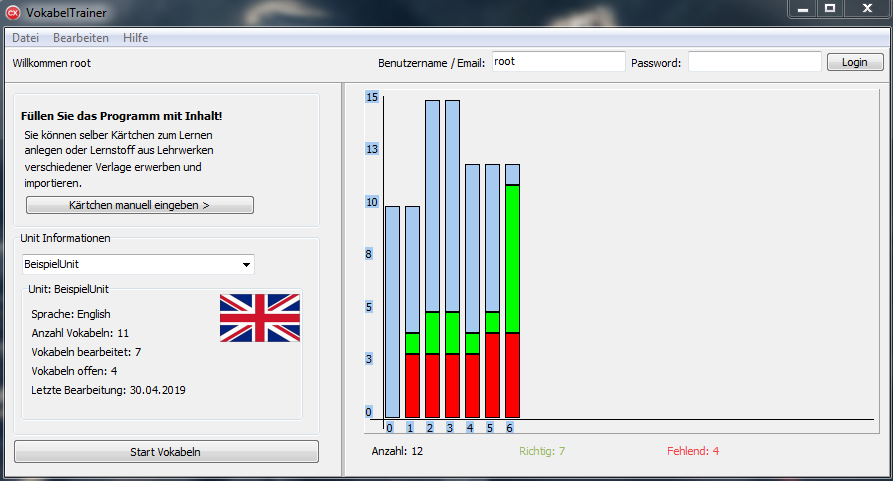 VokabelTrainer
Datei Bearbeiten Hilfe
Willkommen root
Benutzername / Email: root Password: Login
Füllen Sie das Programm mit Inhalt!
Sie können selber Kärtchen zum Lernen
anlegen oder Lernstoff aus Lehrwerken
verschiedener Verlage erwerben und
importieren.
Kärtchen manuell eingeben >
Unit Informationen
BeispielUnit
Unit: BeispielUnit
Sprache: English
Anzahl Vokabeln: 11
Vokabeln bearbeitet: 7
Vokabeln offen: 4
Letzte Bearbeitung: 30.04.2019
Start Vokabeln
15
13
10
8
5
3
0
0 1 2 3 4 5 6
Anzahl: 12 Richtig: 7 Fehlend: 4